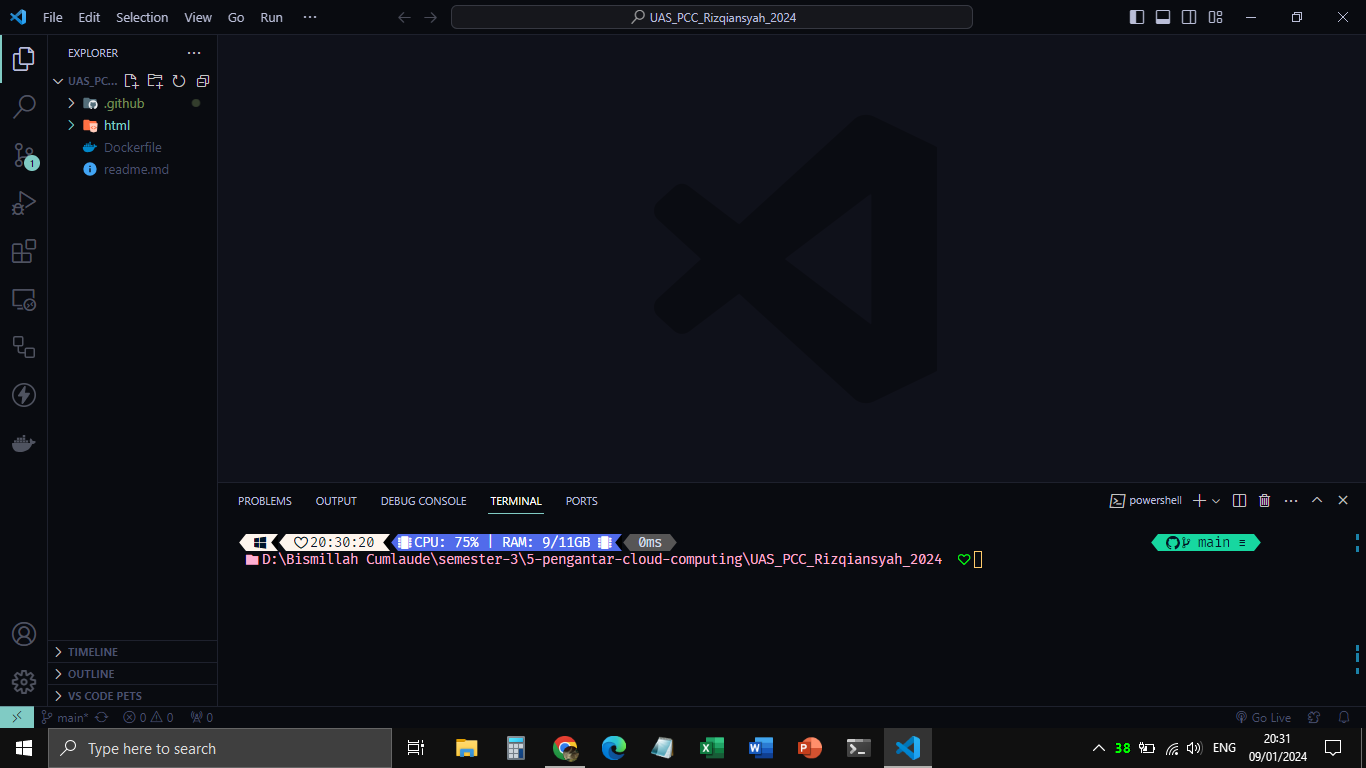 File Edit Selection View Go Run ··· UAS_PCC_Rizqiansyah_2024
EXPLORER ···
UAS_PC...
.github
html
Dockerfile
readme.md
1
TIMELINE
OUTLINE
VS CODE PETS
PROBLEMS OUTPUT DEBUG CONSOLE TERMINAL PORTS powershell ···
20:30:20 CPU: 75% | RAM: 9/11GB 0ms main ≡
D:\Bismillah Cumlaude\semester-3\5-pengantar-cloud-computing\UAS_PCC_Rizqiansyah_2024
main* 0 0 0 Go Live
Type here to search 38 ENG 20:31
09/01/2024